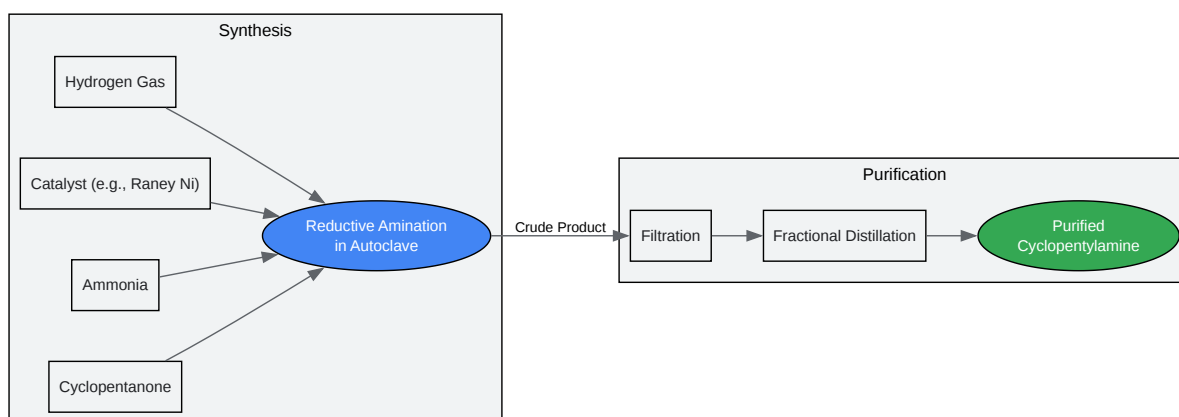 Synthesis
Hydrogen Gas
Catalyst (e.g., Raney Ni)
Ammonia
Cyclopentanone
Reductive Amination
in Autoclave
Crude Product
Purification
Filtration
Fractional Distillation
Purified
Cyclopentylamine